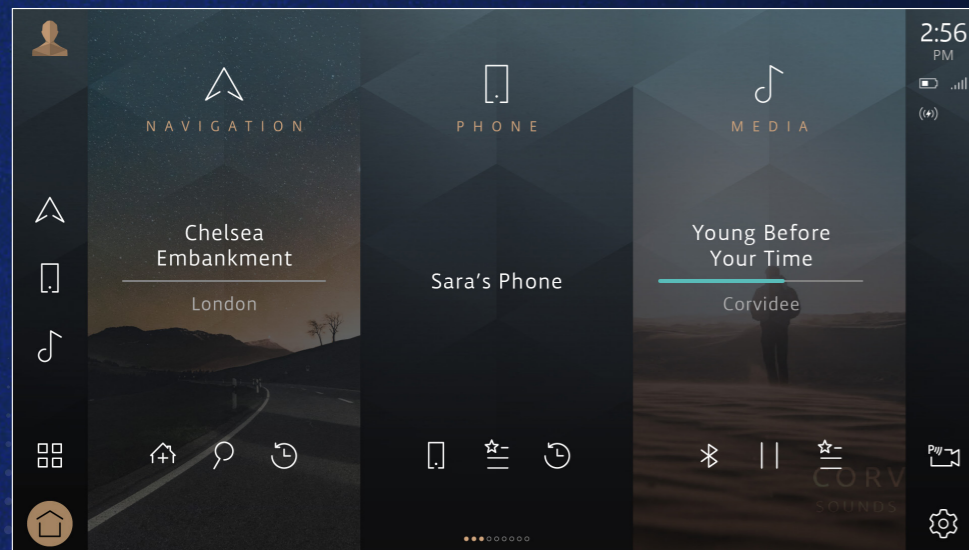 2:56
PM
NAVIGATION
PHONE
MEDIA
Chelsea
Embankment
London
Sara's Phone
Young Before
Your Time
Corvidee
P
CORV
SOUNDS